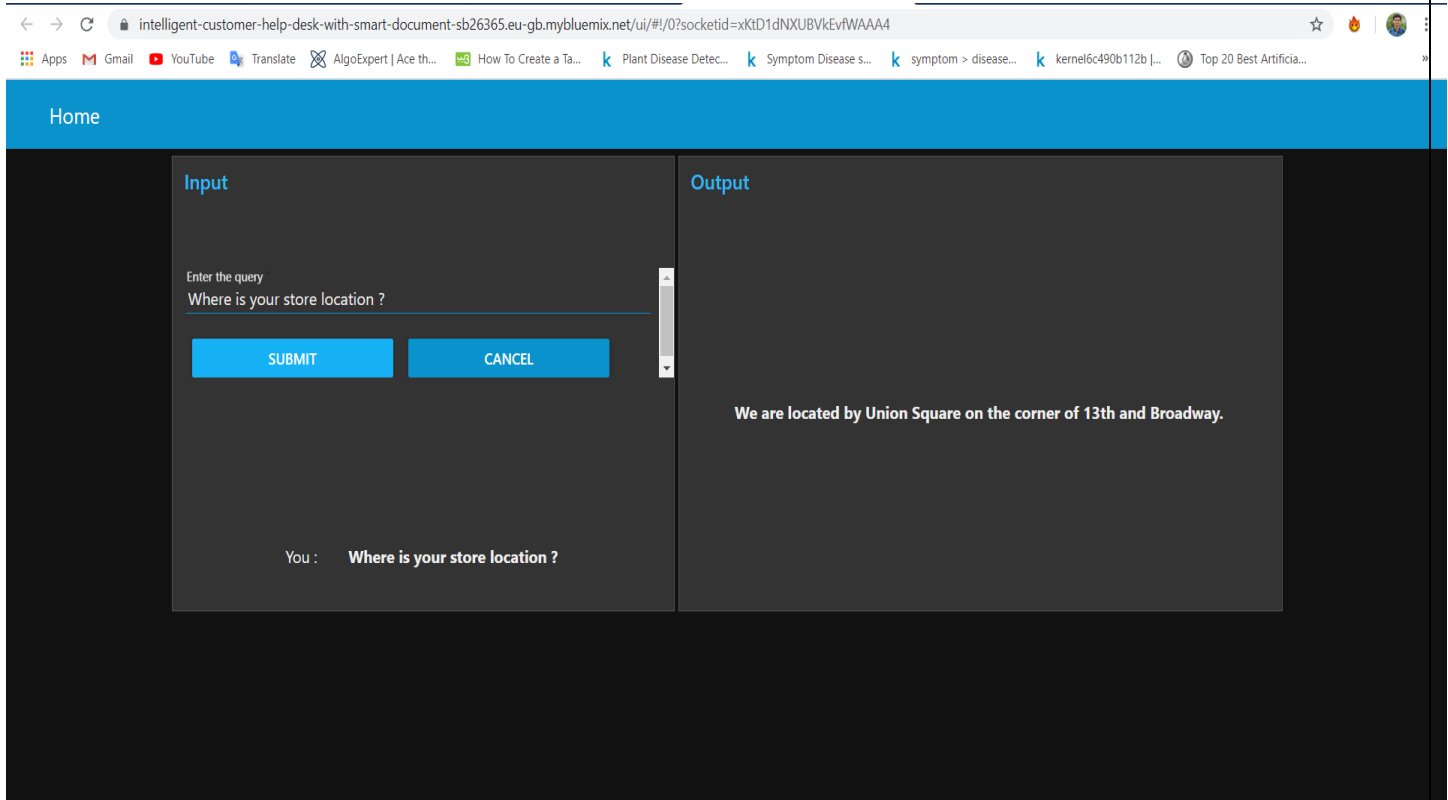 intelligent-customer-help-desk-with-smart-document-sb26365.eu-gb.mybluemix.net/ui/#!/0?socketid=xKtD1dNXUBVkEvfWAAA4
Apps Gmail YouTube Translate AlgoExpert | Ace th... How To Create a Ta... Plant Disease Detec... Symptom Disease s... symptom > disease... kernel6c490b112b |... Top 20 Best Artificia... »
Home
Input
Output
Enter the query
Where is your store location ?
SUBMIT CANCEL
We are located by Union Square on the corner of 13th and Broadway.
You : Where is your store location ?